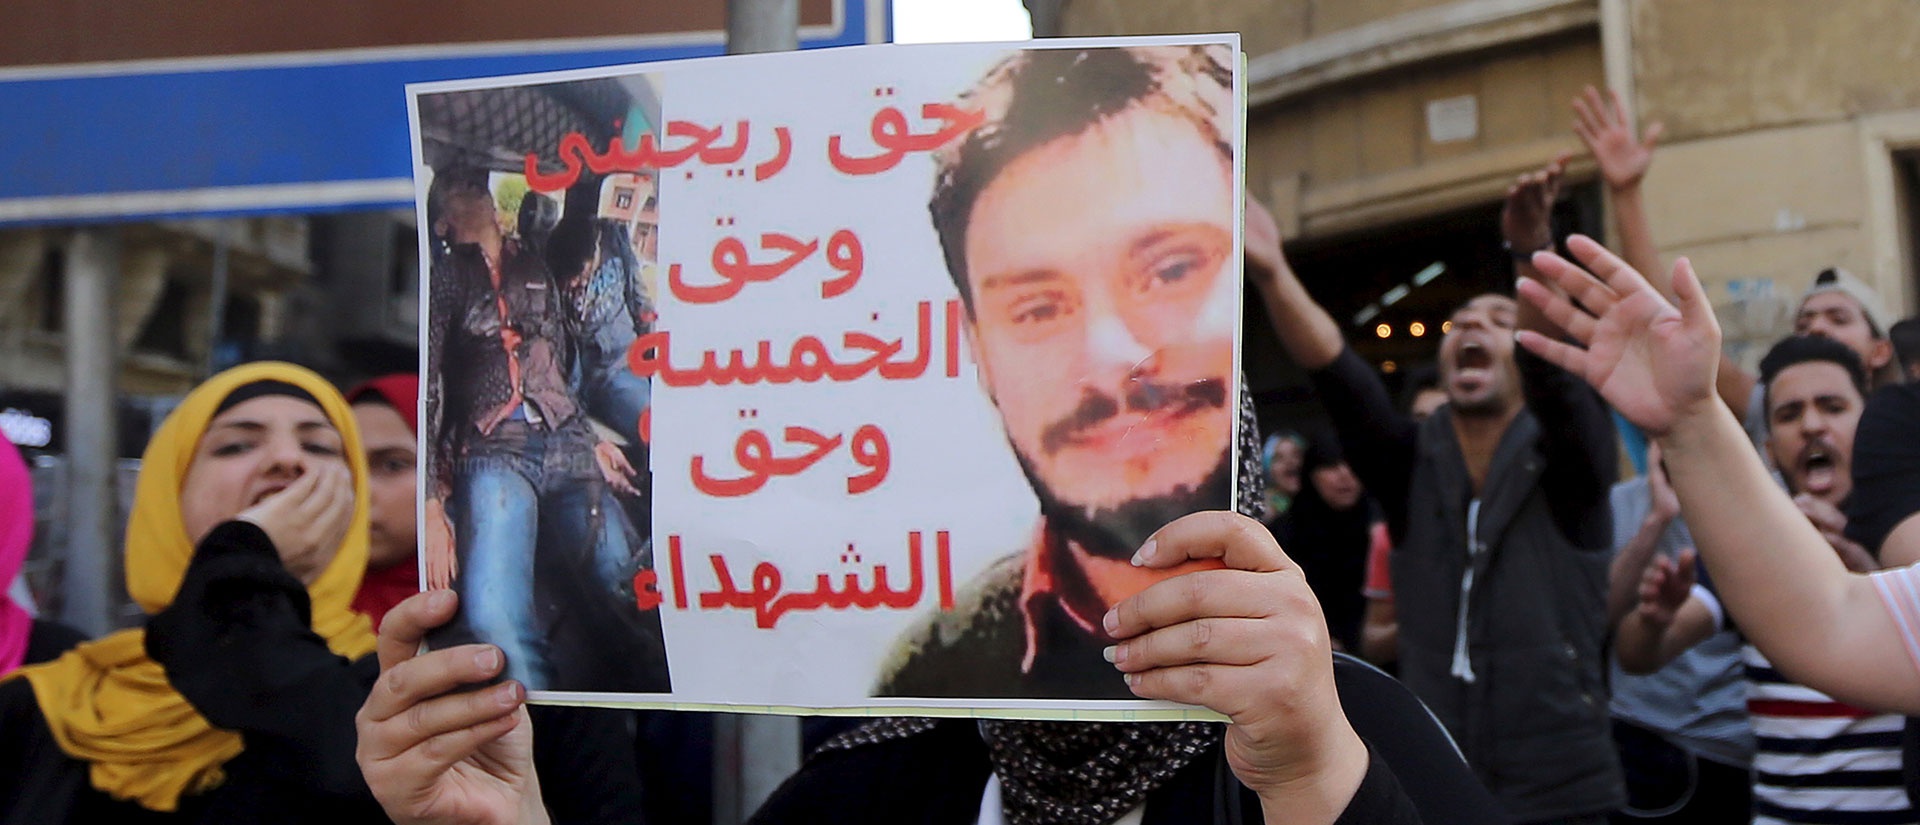 حق ريجيني
وحق
الخمسة
وحق
الشهداء